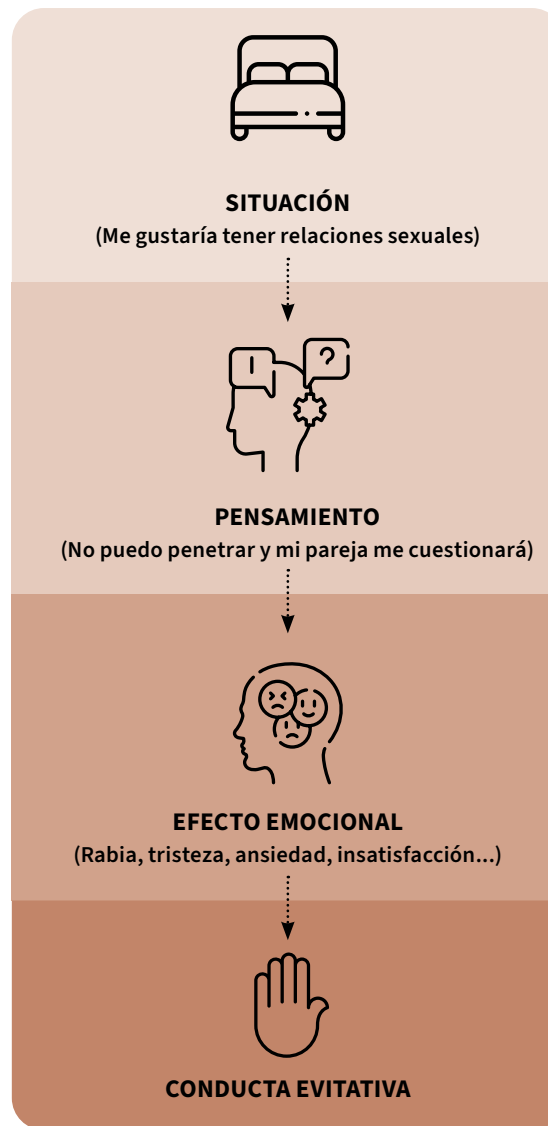 SITUACIÓN
(Me gustaría tener relaciones sexuales)
PENSAMIENTO
(No puedo penetrar y mi pareja me cuestionará)
EFECTO EMOCIONAL
(Rabia, tristeza, ansiedad, insatisfacción...)
CONDUCTA EVITATIVA